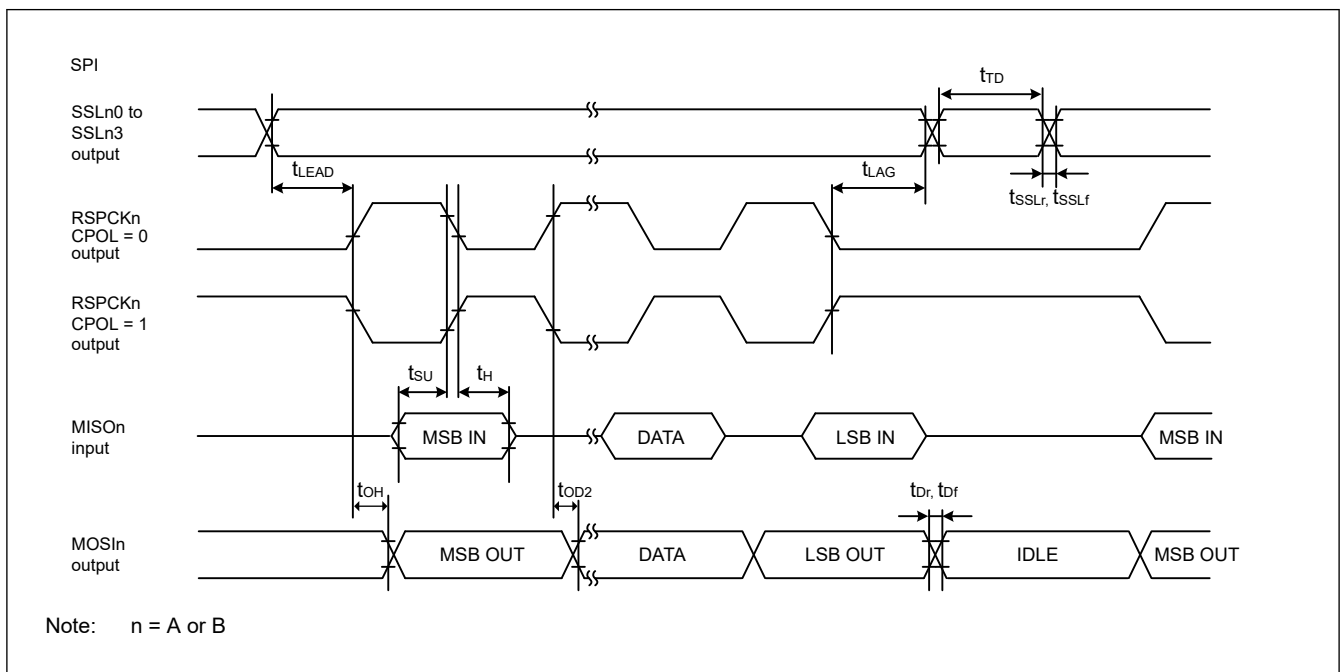 SPI
SSLn0 to
SSLn3
output
tTD
tLEAD
tLAG
tSSLr, tSSLf
RSPCKn
CPOL = 0
output
RSPCKn
CPOL = 1
output
tSU
tH
MISOn
input
MSB IN
DATA
LSB IN
MSB IN
tOH
tOD2
tDr, tDf
MOSIn
output
MSB OUT
DATA
LSB OUT
IDLE
MSB OUT
Note: n = A or B